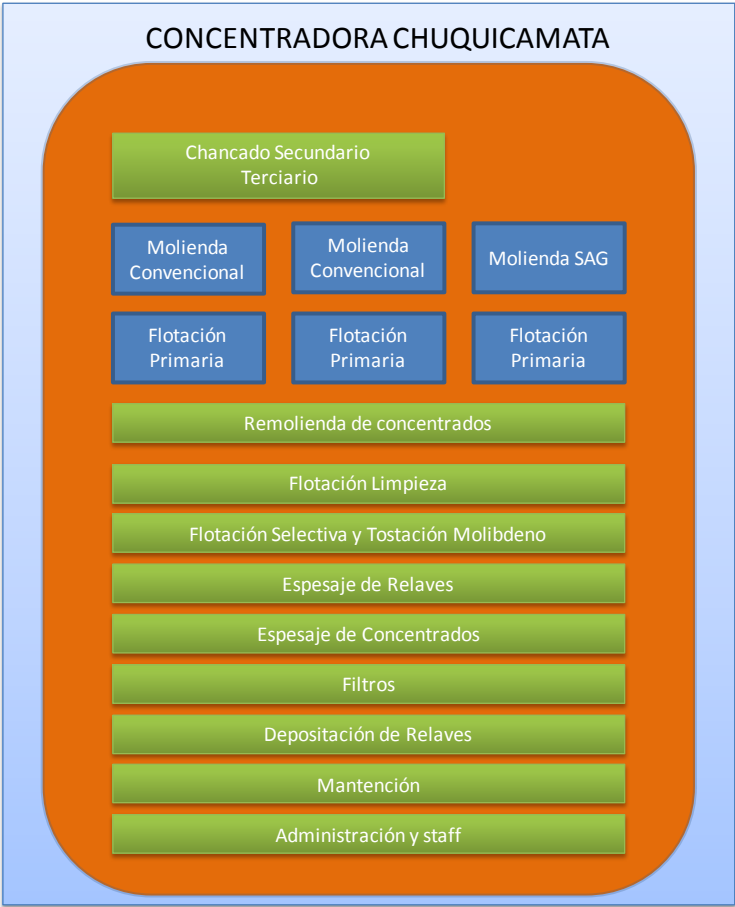 CONCENTRADORA CHUQUICAMATA
Chancado Secundario
Terciario
Molienda
Convencional
Molienda
Convencional
Molienda SAG
Flotación
Primaria
Flotación
Primaria
Flotación
Primaria
Remolienda de concentrados
Flotación Limpieza
Flotación Selectiva y Tostación Molibdeno
Espesaje de Relaves
Espesaje de Concentrados
Filtros
Depositación de Relaves
Mantención
Administración y staff